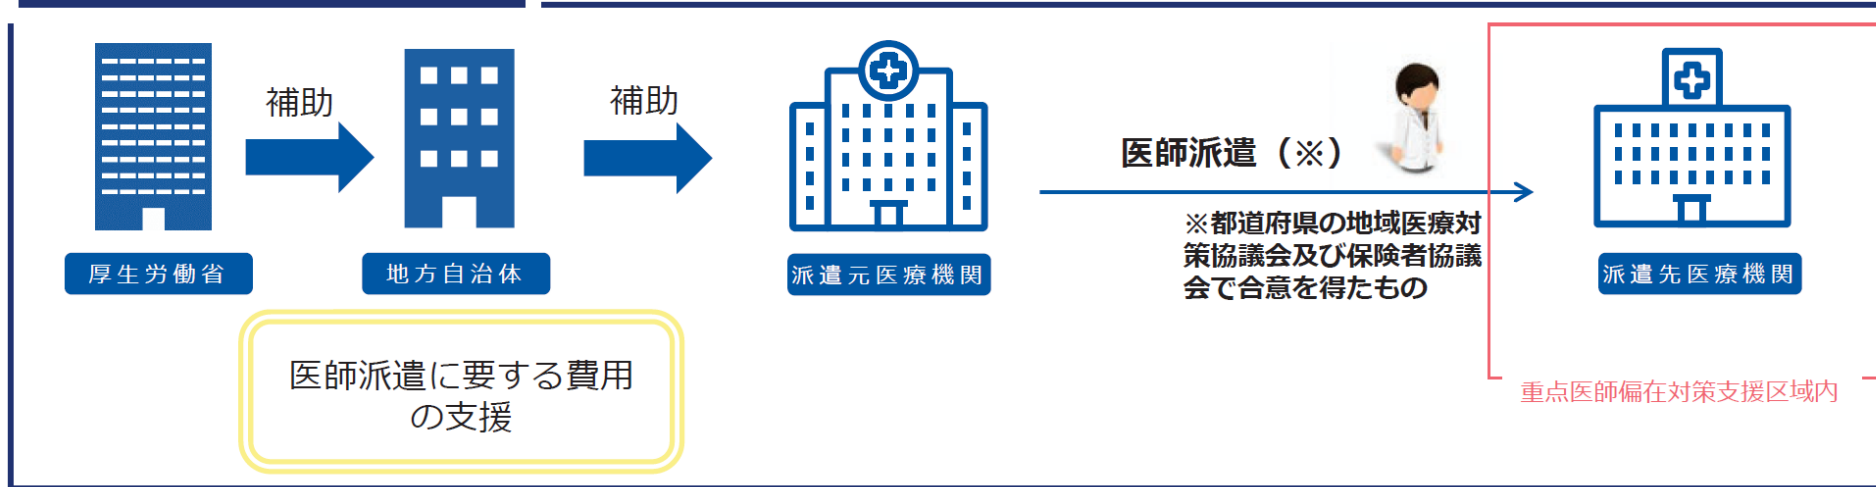 補助
補助
医師派遣（※）
※都道府県の地域医療対
策協議会及び保険者協議
会で合意を得たもの
厚生労働省
地方自治体
派遣元医療機関
派遣先医療機関
医師派遣に要する費用
の支援
重点医師偏在対策支援区域内